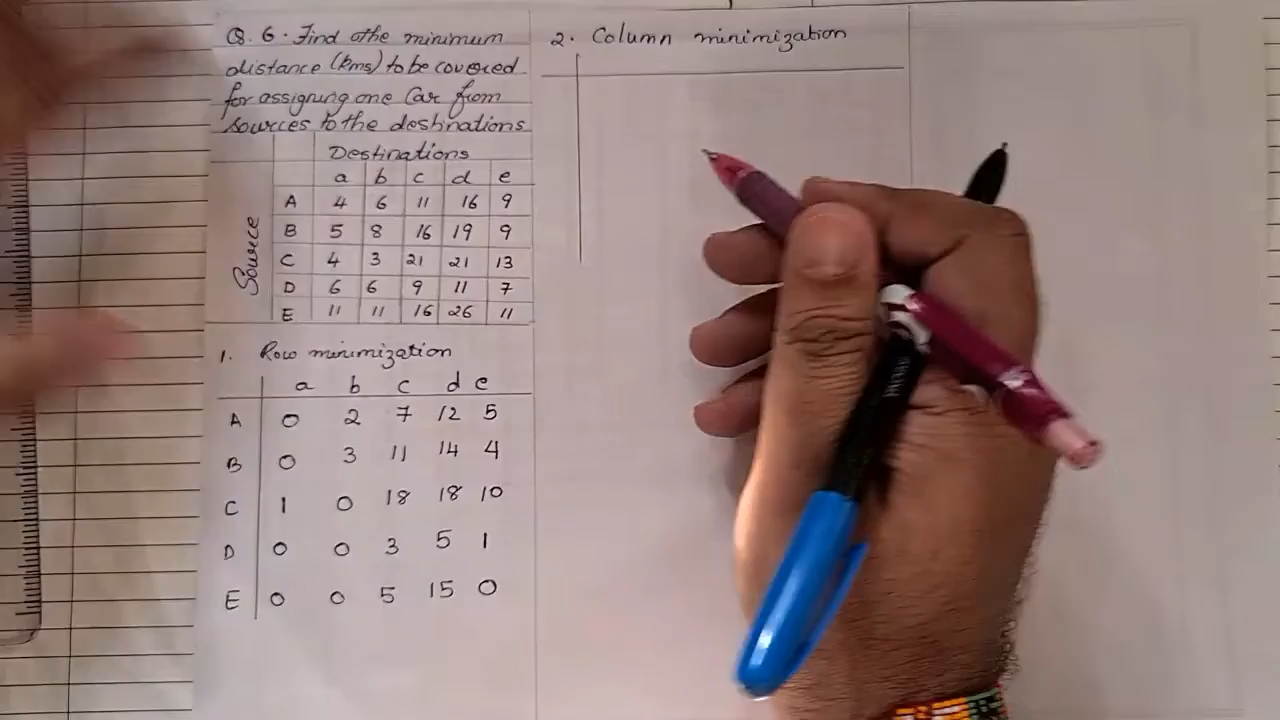 Q. 6. Find the minimum
distance (kms) to be covered
for assigning one Car from
sources to the destinations
Destinations
a b c d e
Source
A 4 6 11 16 9
B 5 8 16 19 9
C 4 3 21 21 13
D 6 6 9 11 7
E 11 11 16 26 11
1. Row minimization
a b c d e
A 0 2 7 12 5
B 0 3 11 14 4
C 1 0 18 18 10
D 0 0 3 5 1
E 0 0 5 15 0
2. Column minimization